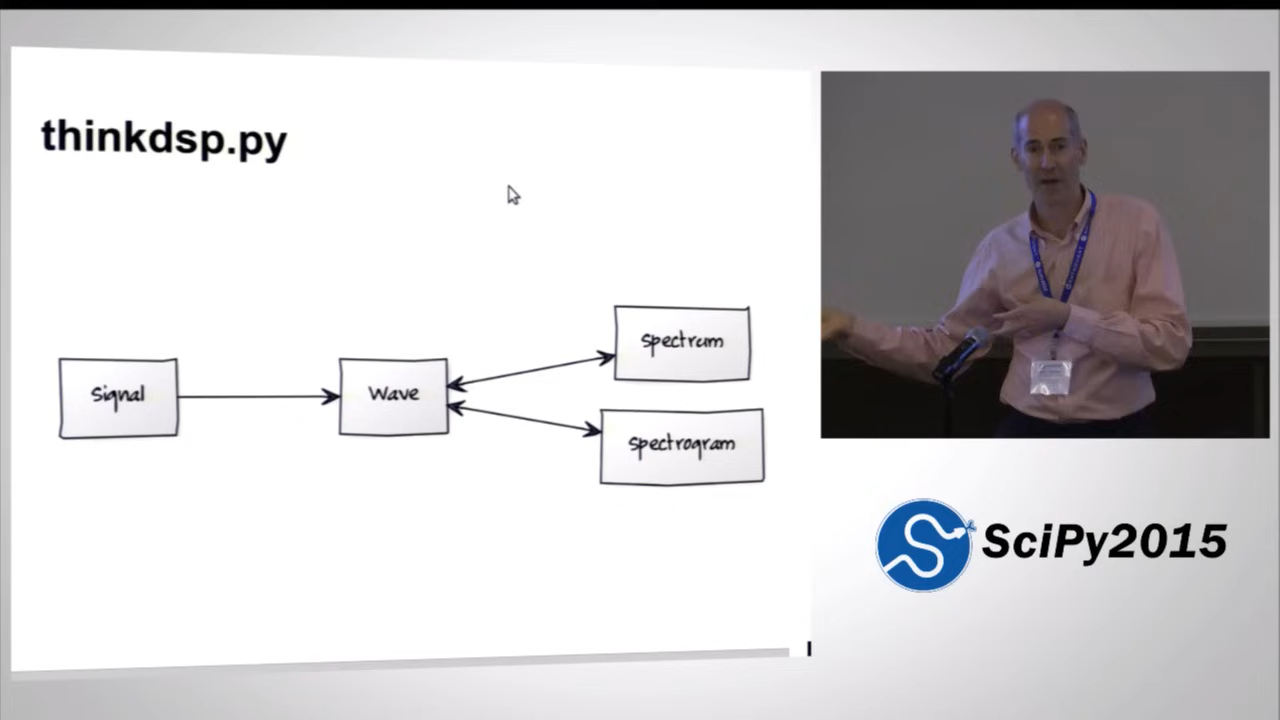 thinkdsp.py
Signal
Wave
Spectrum
Spectrogram
SciPy2015